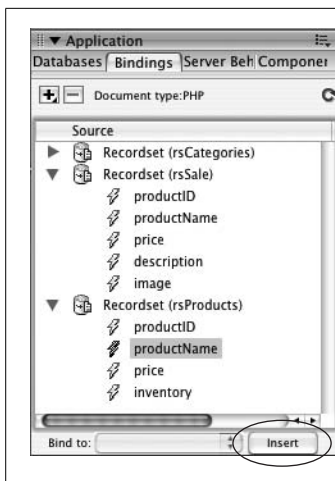 Application
Databases Bindings Server Beh Componer
Document type:PHP
Source
Recordset (rsCategories)
Recordset (rsSale)
productID
productName
price
description
image
Recordset (rsProducts)
productID
productName
price
inventory
Bind to: Insert